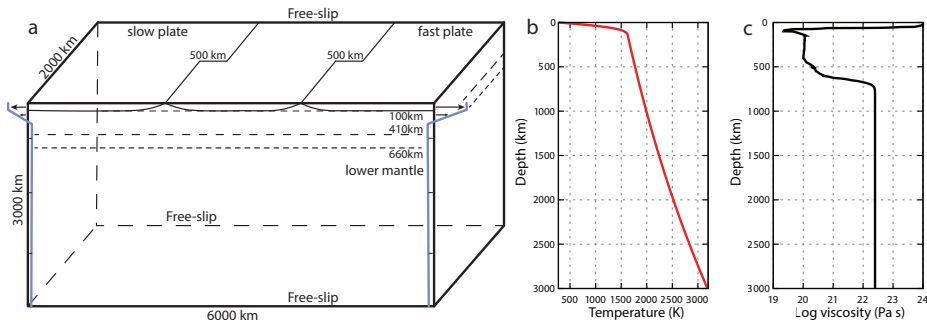 a
Free-slip
slow plate
fast plate
2000 km
500 km
500 km
100km
410km
660km
lower mantle
3000 km
Free-slip
Free-slip
6000 km
b
0
500
1000
1500
2000
2500
3000
Depth (km)
500 1000 1500 2000 2500 3000
Temperature (K)
c
0
500
1000
1500
2000
2500
3000
Depth (km)
19 20 21 22 23 24
Log viscosity (Pa s)